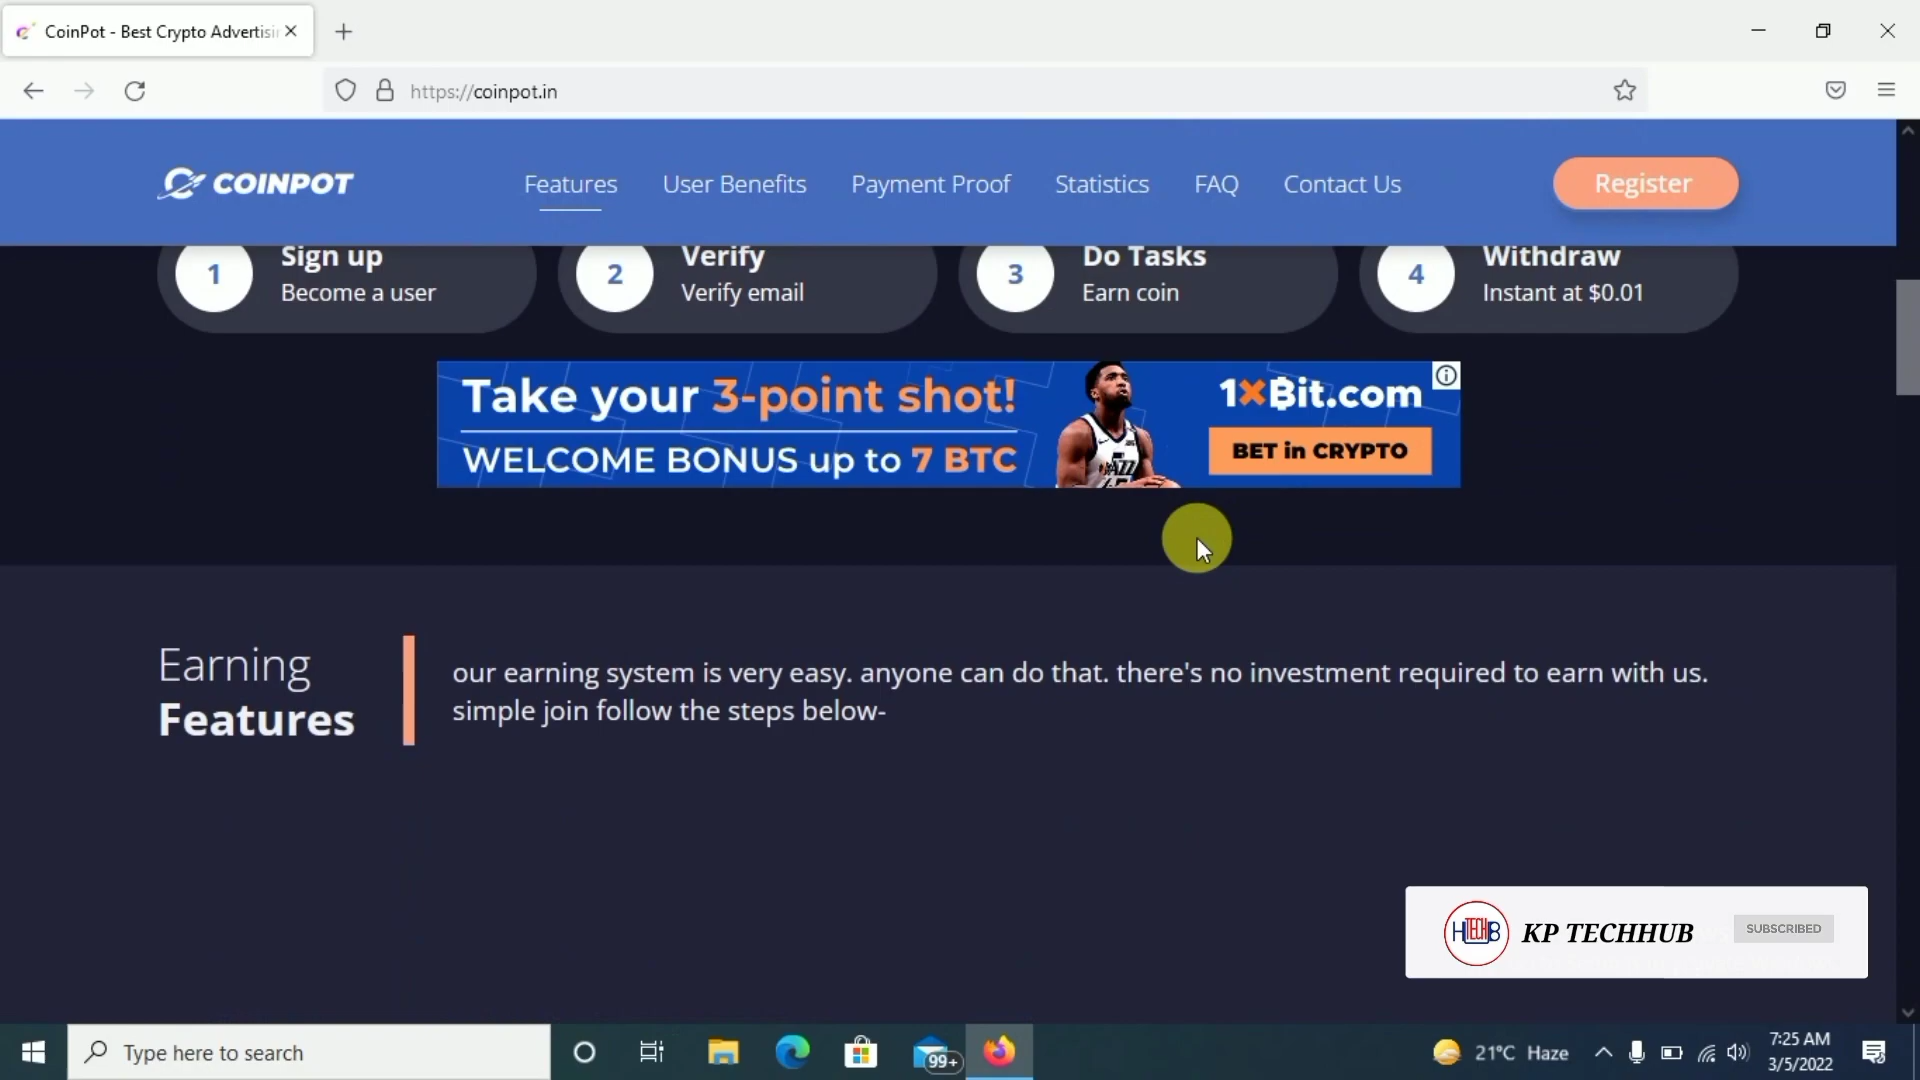 CoinPot - Best Crypto Advertisi
https://coinpot.in
COINPOT
Features
User Benefits
Payment Proof
Statistics
FAQ
Contact Us
Register
1
Sign up
Become a user
2
Verify
Verify email
3
Do Tasks
Earn coin
4
Withdraw
Instant at $0.01
Take your 3-point shot!
WELCOME BONUS up to 7 BTC
JAZZ
1XBit.com
BET in CRYPTO
Earning
Features
our earning system is very easy. anyone can do that. there's no investment required to earn with us.
simple join follow the steps below-
H TECH B
KP TECHHUB
SUBSCRIBED
Type here to search
99+
21°C Haze
7:25 AM
3/5/2022